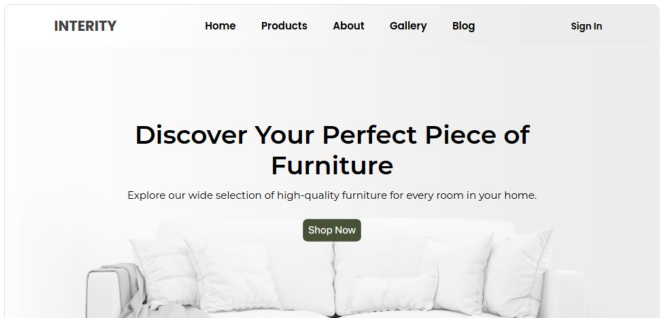 INTERITY
Home Products About Gallery Blog
Sign In
Discover Your Perfect Piece of
Furniture
Explore our wide selection of high-quality furniture for every room in your home.
Shop Now